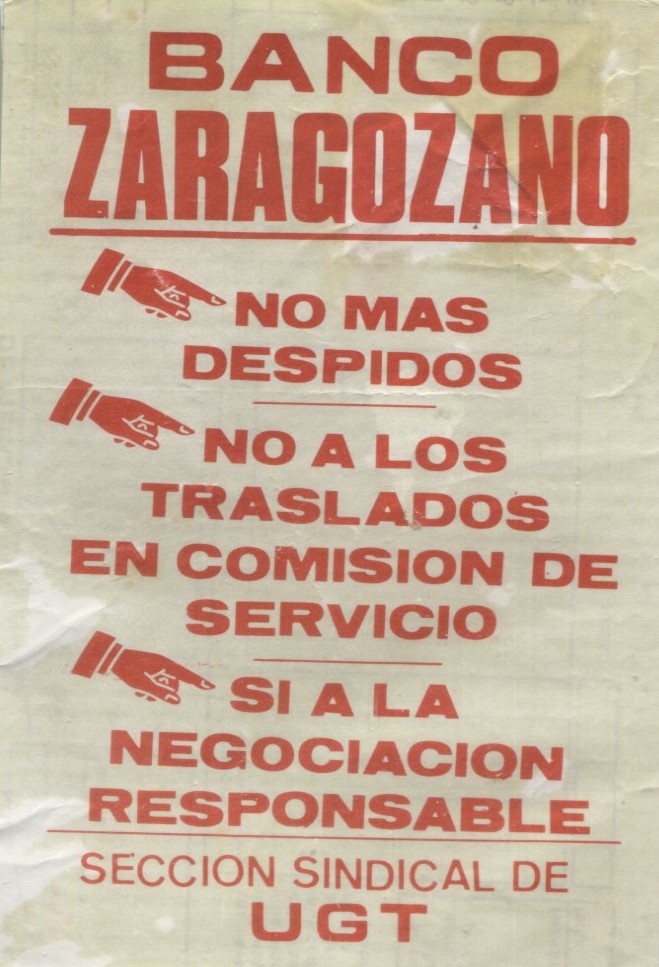 BANCO
ZARAGOZANO
NO MAS
DESPIDOS
NO A LOS
TRASLADOS
EN COMISION DE
SERVICIO
SI A LA
NEGOCIACION
RESPONSABLE
SECCION SINDICAL DE
UGT